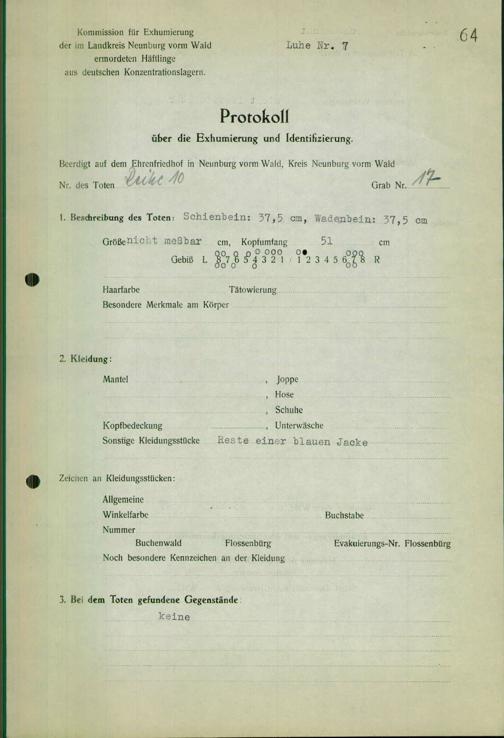 64
Kommission für Exhumierung
der im Landkreis Neunburg vorm Wald
ermordeten Häftlinge
aus deutschen Konzentrationslagern.
Luhe Nr. 7
Protokoll
über die Exhumierung und Identifizierung.
Beerdigt auf dem Ehrenfriedhof in Neunburg vorm Wald, Kreis Neunburg vorm Wald
Nr. des Toten Reihe 10 Grab Nr. 17
1. Beschreibung des Toten: Schienbein: 37,5 cm, Wadenbein: 37,5 cm
Größe nicht meßbar cm, Kopfumfang 51 cm
Gebiß L 8 7 6 5 4 3 2 1 1 2 3 4 5 6 7 8 R
Haarfarbe Tätowierung
Besondere Merkmale am Körper
2. Kleidung:
Mantel , Joppe
, Hose
, Schuhe
Kopfbedeckung , Unterwäsche
Sonstige Kleidungsstücke Reste einer blauen Jacke
Zeichen an Kleidungsstücken:
Allgemeine
Winkelfarbe Buchstabe
Nummer
Buchenwald Flossenbürg Evakuierungs-Nr. Flossenbürg
Noch besondere Kennzeichen an der Kleidung
3. Bei dem Toten gefundene Gegenstände:
keine